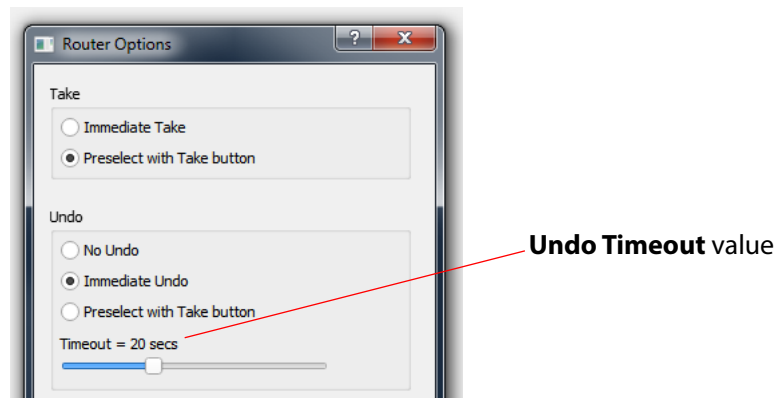 Router Options
?
Take
Immediate Take
Preselect with Take button
Undo
No Undo
Immediate Undo
Preselect with Take button
Timeout = 20 secs
Undo Timeout value